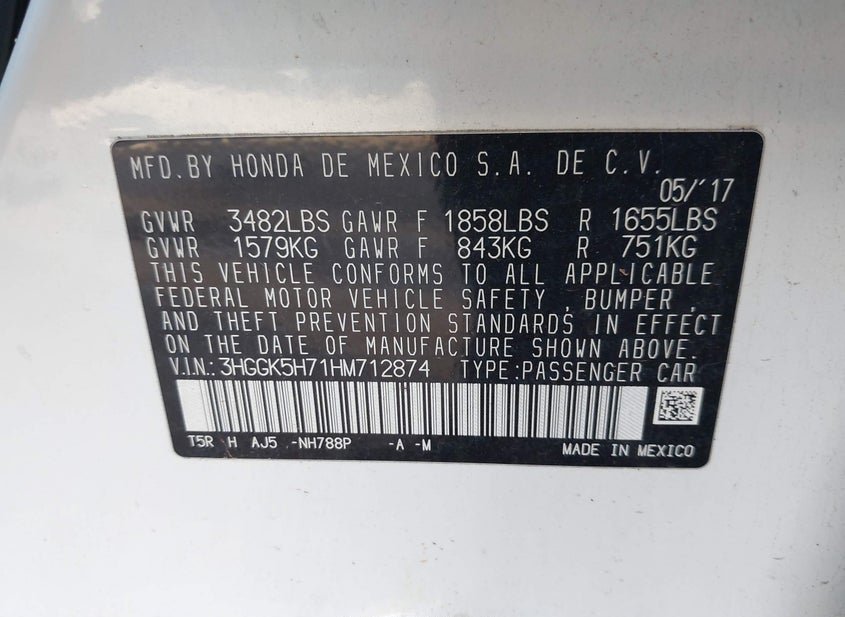 MFD.BY HONDA DE MEXICO S.A. DE C.V.
05/'17
GVWR 3482LBS GAWR F 1858LBS R 1655LBS
GVWR 1579KG GAWR F 843KG R 751KG
THIS VEHICLE CONFORMS TO ALL APPLICABLE
FEDERAL MOTOR VEHICLE SAFETY , BUMPER ,
AND THEFT PREVENTION STANDARDS IN EFFECT
ON THE DATE OF MANUFACTURE SHOWN ABOVE.
V.I.N.:3HGGK5H71HM712874 TYPE:PASSENGER CAR
T5R H AJ5 -NH788P -A -M
MADE IN MEXICO